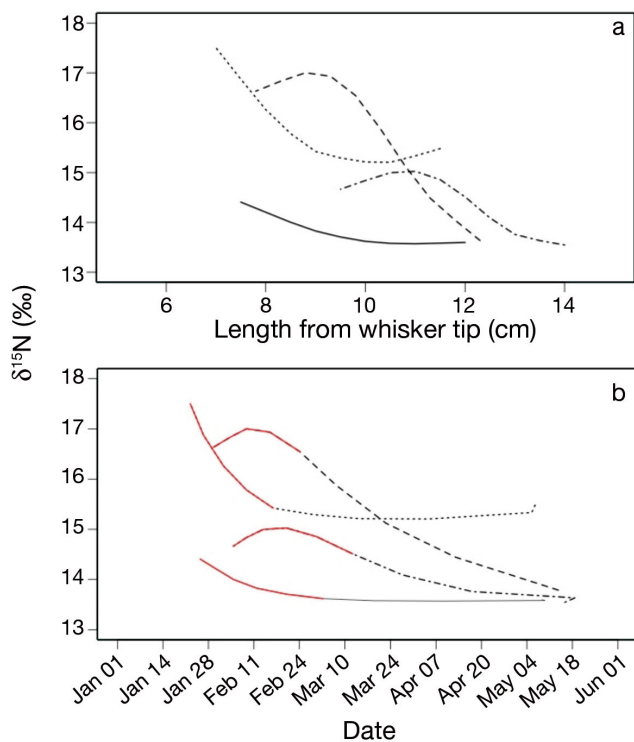 a
18
17
16
15
14
13
6 8 10 12 14
Length from whisker tip (cm)
δ15N (‰)
b
18
17
16
15
14
13
Jan 01 Jan 14 Jan 28 Feb 11 Feb 24 Mar 10 Mar 24 Apr 07 Apr 20 May 04 May 18 Jun 01
Date